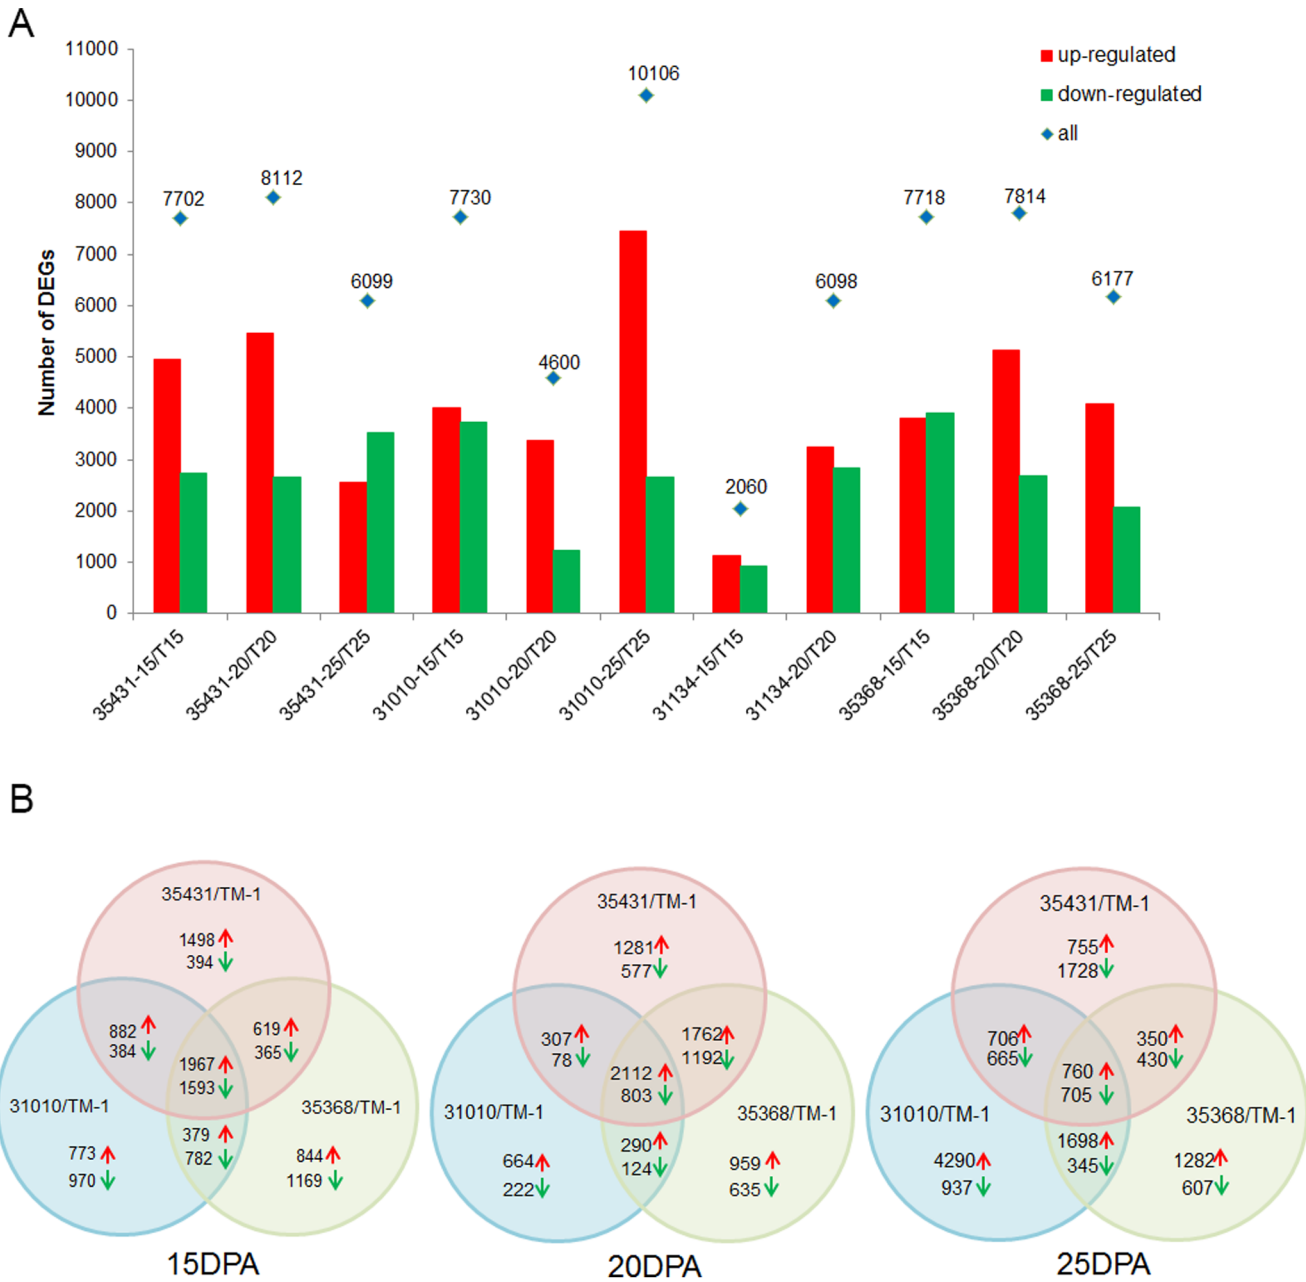 A
11000
10000
9000
8000
7000
6000
5000
4000
3000
2000
1000
0
Number of DEGs
up-regulated
down-regulated
all
7702
8112
6099
7730
4600
10106
2060
6098
7718
7814
6177
35431-15/T15
35431-20/T20
35431-25/T25
31010-15/T15
31010-20/T20
31010-25/T25
31134-15/T15
31134-20/T20
35368-15/T15
35368-20/T20
35368-25/T25
B
35431/TM-1
1498
394
882
384
619
365
1967
1593
31010/TM-1
35368/TM-1
379
782
773
970
844
1169
15DPA
35431/TM-1
1281
577
307
78
1762
1192
2112
803
31010/TM-1
35368/TM-1
290
124
664
222
959
635
20DPA
35431/TM-1
755
1728
706
665
350
430
760
705
31010/TM-1
35368/TM-1
1698
345
4290
937
1282
607
25DPA